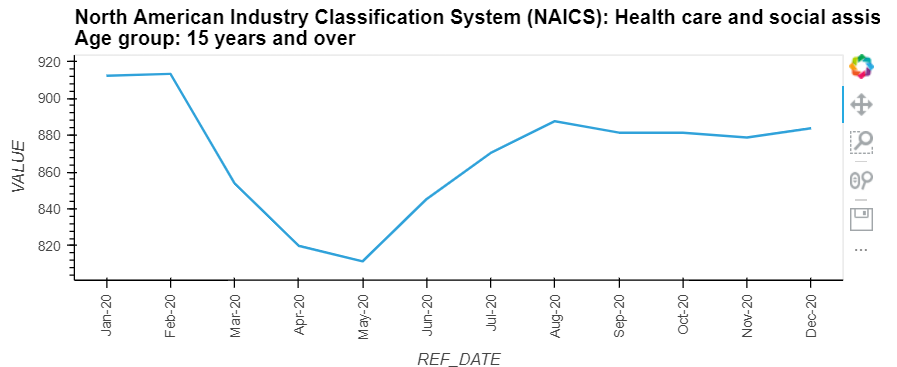 North American Industry Classification System (NAICS): Health care and social assis
Age group: 15 years and over
920
900
880
860
840
820
VALUE
Jan-20
Feb-20
Mar-20
Apr-20
May-20
Jun-20
Jul-20
Aug-20
Sep-20
Oct-20
Nov-20
Dec-20
REF_DATE